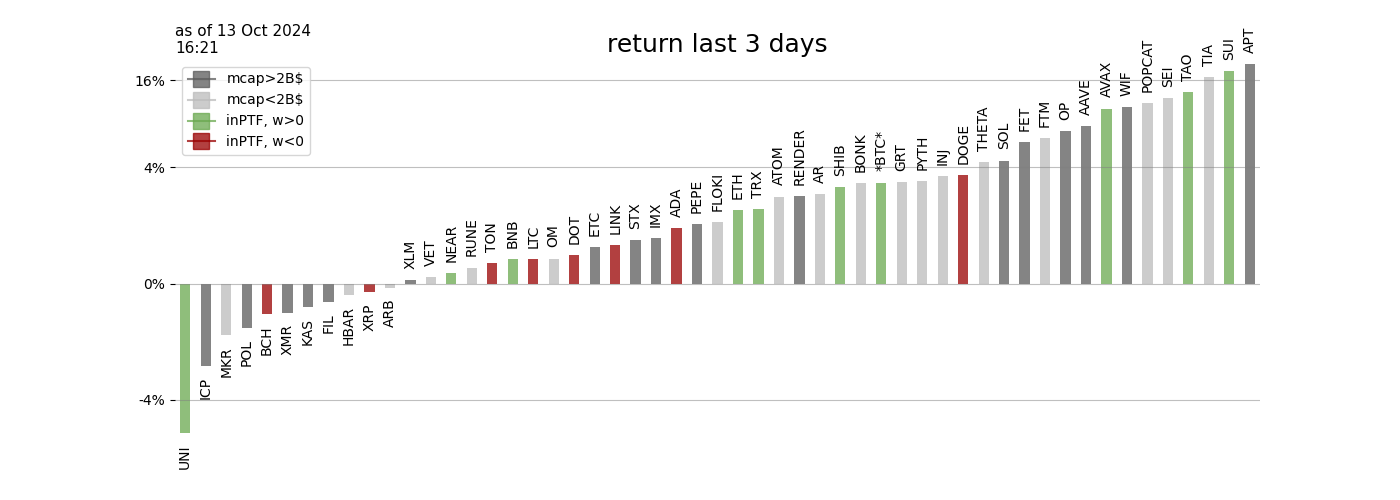 as of 13 Oct 2024
16:21
return last 3 days
mcap>2B$
mcap<2B$
inPTF, w>0
inPTF, w<0
16%
4%
0%
-4%
UNI
ICP
MKR
POL
BCH
XMR
KAS
FIL
HBAR
XRP
ARB
XLM
VET
NEAR
RUNE
TON
BNB
LTC
OM
DOT
ETC
LINK
STX
IMX
ADA
PEPE
FLOKI
ETH
TRX
ATOM
RENDER
AR
SHIB
BONK
*BTC*
GRT
PYTH
INJ
DOGE
THETA
SOL
FET
FTM
OP
AAVE
AVAX
WIF
POPCAT
SEI
TAO
TIA
SUI
APT